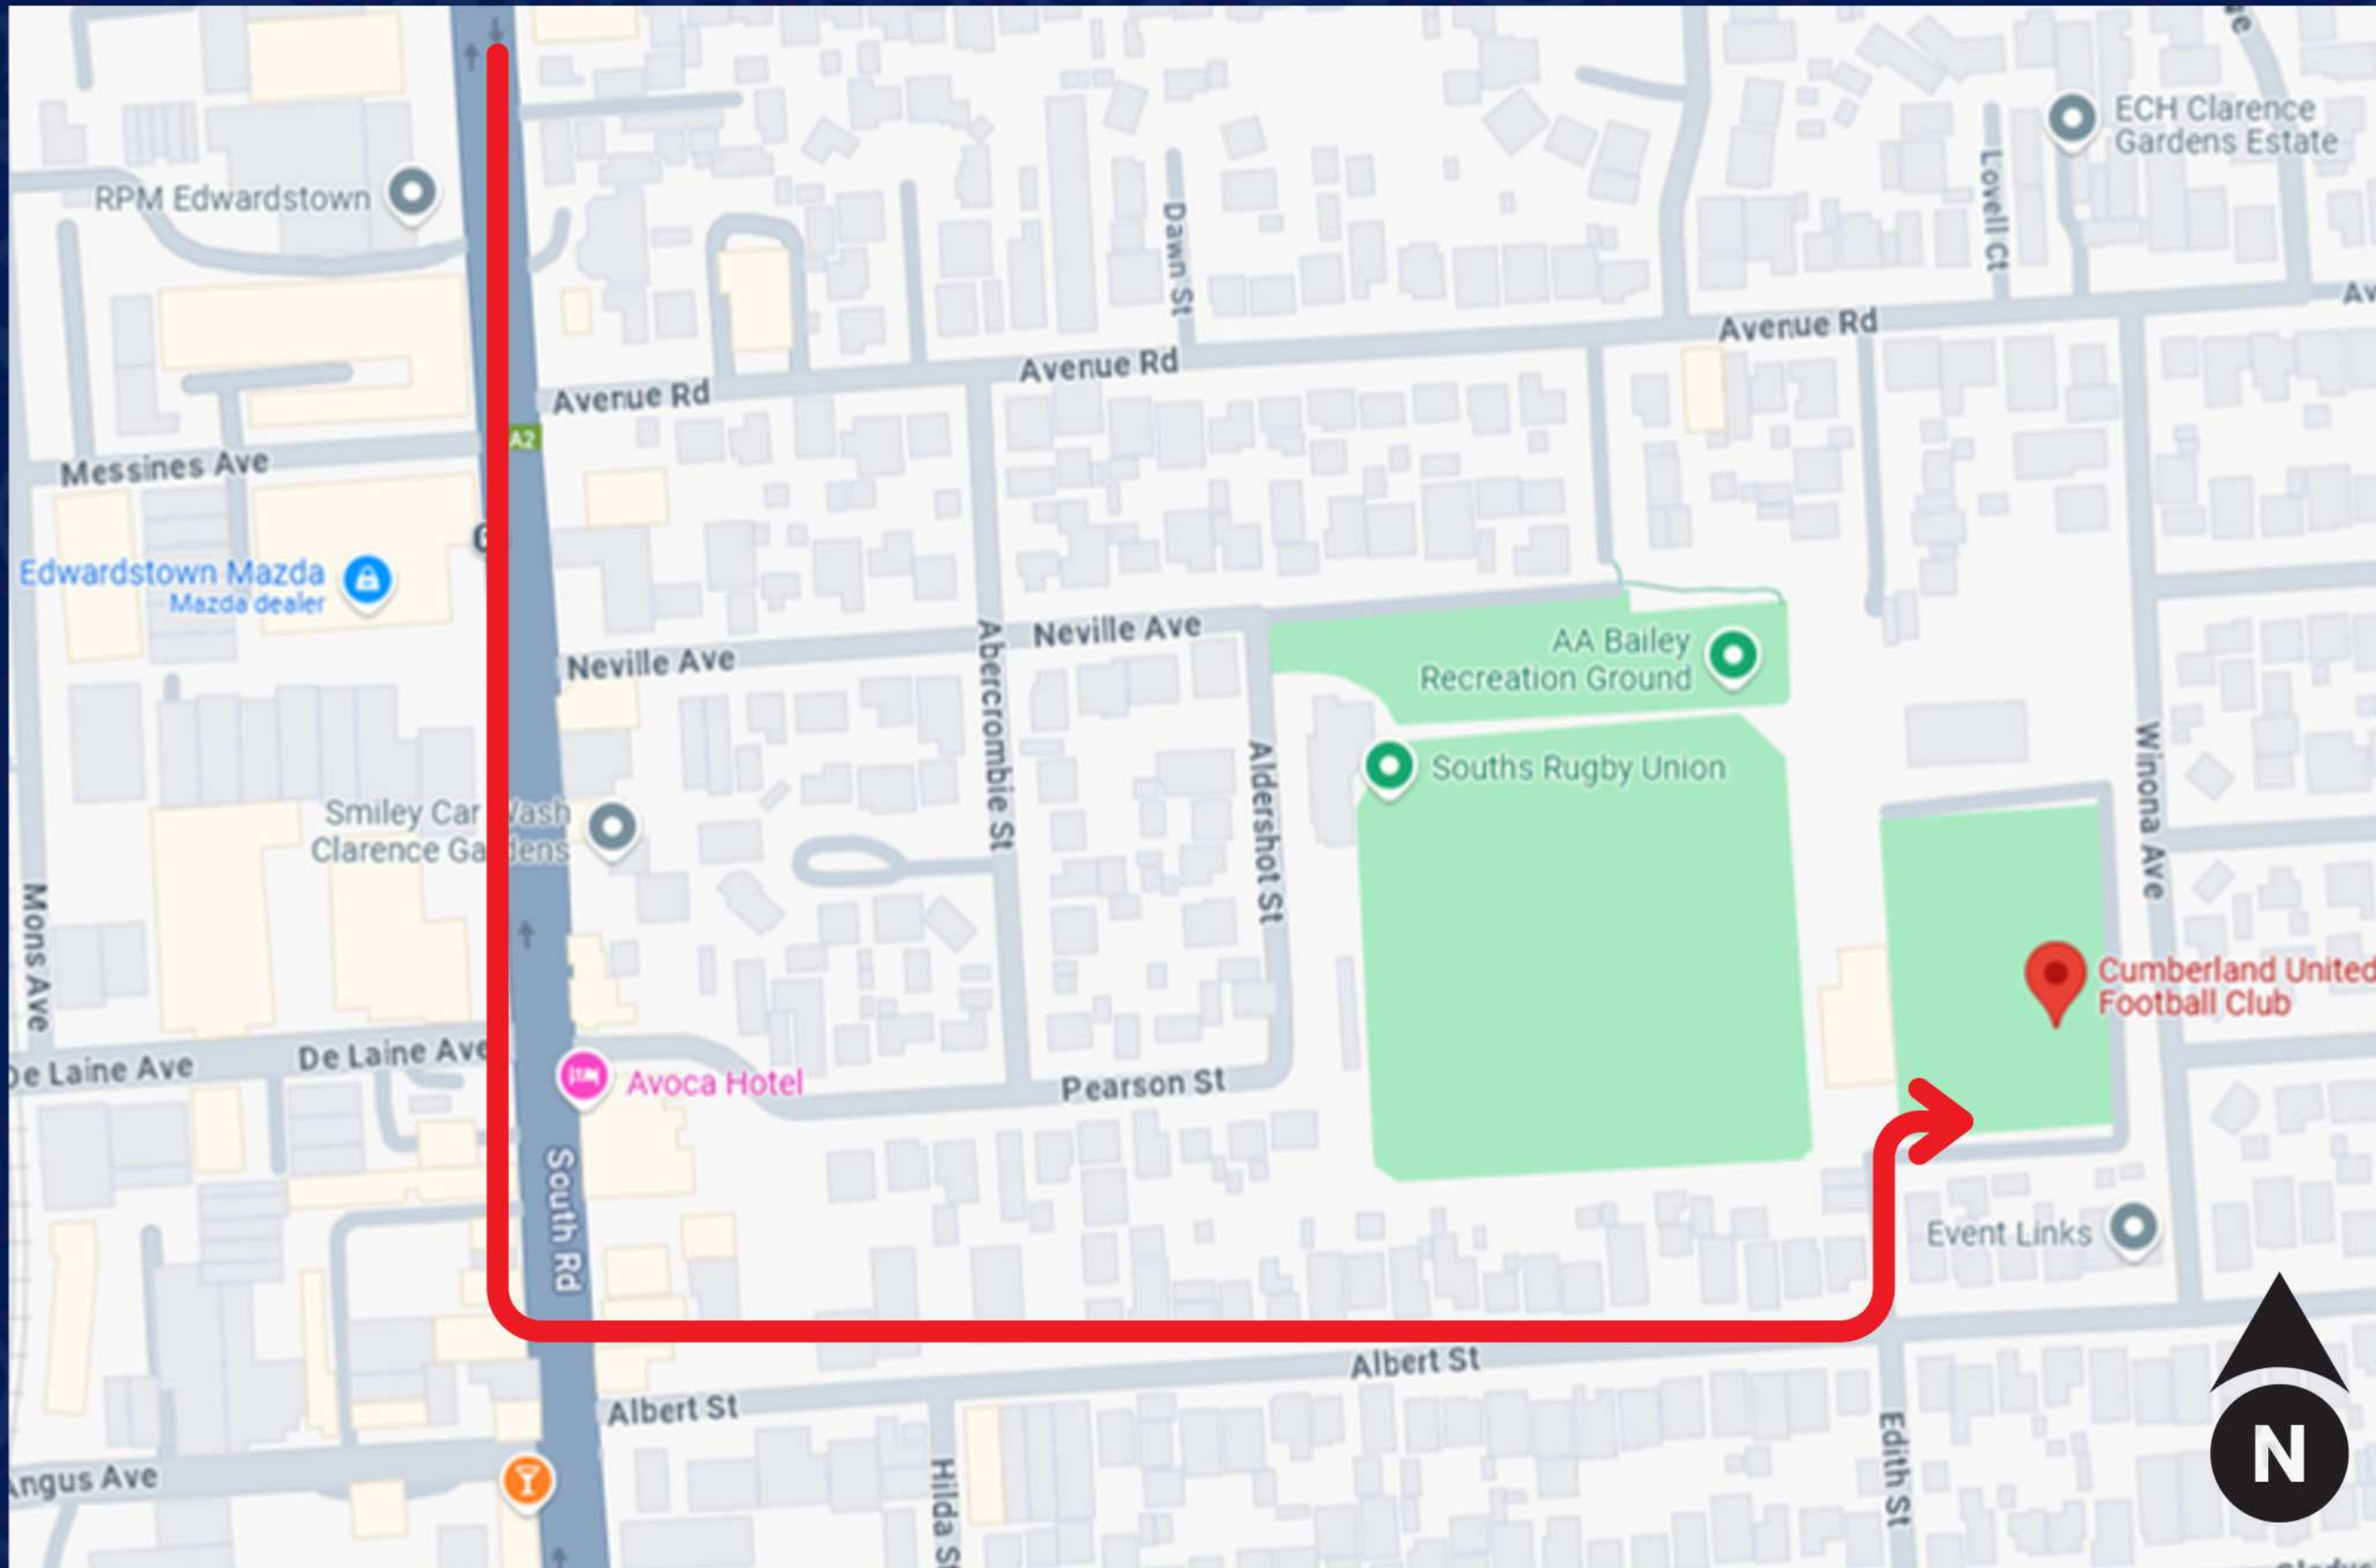 ECH Clarence
Gardens Estate
RPM Edwardstown
Lovell Ct
Dawn St
Avenue Rd
Avenue Rd
Avenue Rd
A2
Messines Ave
Edwardstown Mazda
Mazda dealer
Neville Ave
Neville Ave
AA Bailey
Recreation Ground
Abercrombie St
Aldershot St
Souths Rugby Union
Winona Ave
Smiley Car Wash
Clarence Gardens
Mons Ave
Cumberland United
Football Club
De Laine Ave
De Laine Ave
Avoca Hotel
Pearson St
South Rd
Event Links
Albert St
Albert St
Angus Ave
Hilda St
Edith St
N